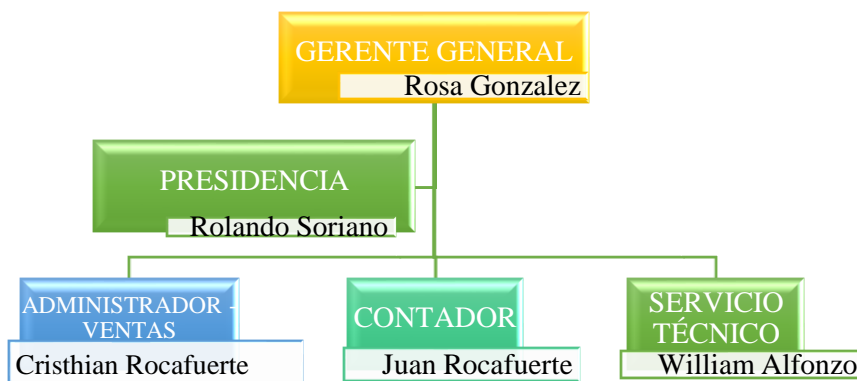 GERENTE GENERAL
Rosa Gonzalez
PRESIDENCIA
Rolando Soriano
ADMINISTRADOR -
VENTAS
Cristhian Rocafuerte
CONTADOR
Juan Rocafuerte
SERVICIO
TÉCNICO
William Alfonzo